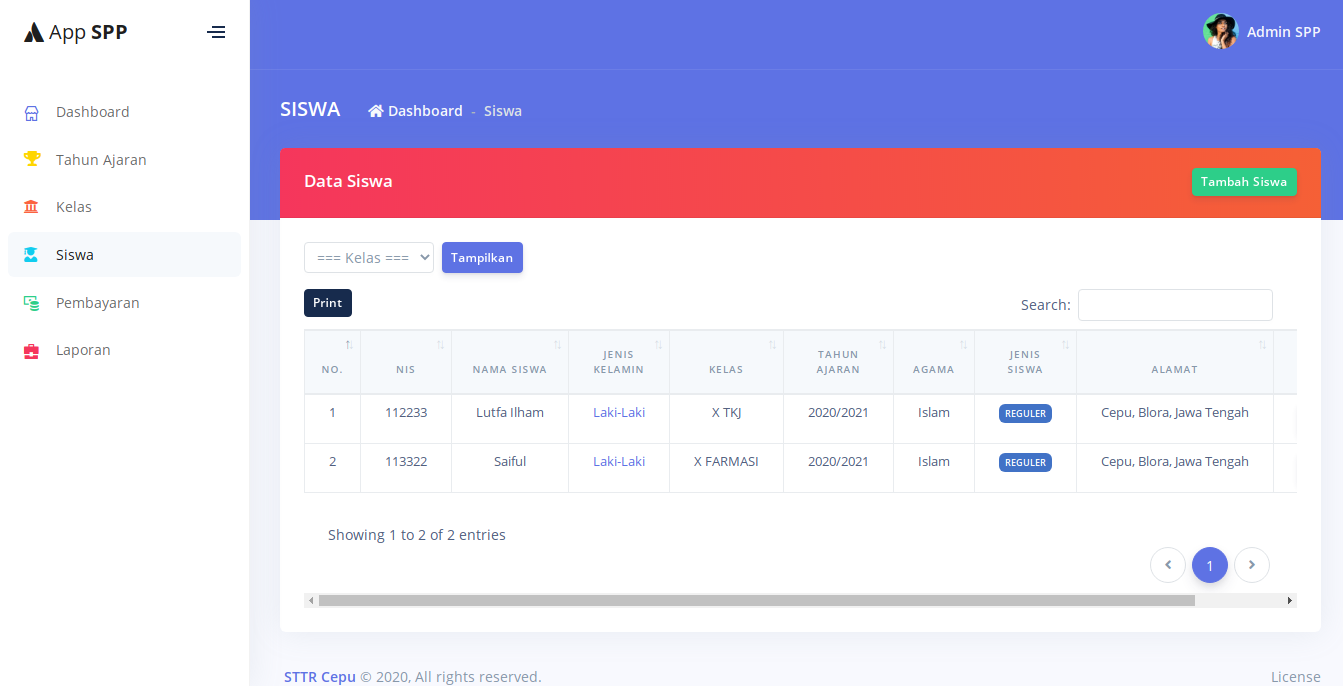 App SPP
Admin SPP
SISWA Dashboard - Siswa
Dashboard
Tahun Ajaran
Kelas
Siswa
Pembayaran
Laporan
Data Siswa Tambah Siswa
=== Kelas === Tampilkan
Print Search:
NO. NIS NAMA SISWA JENIS KELAMIN KELAS TAHUN AJARAN AGAMA JENIS SISWA ALAMAT
1 112233 Lutfa Ilham Laki-Laki X TKJ 2020/2021 Islam REGULER Cepu, Blora, Jawa Tengah
2 113322 Saiful Laki-Laki X FARMASI 2020/2021 Islam REGULER Cepu, Blora, Jawa Tengah
Showing 1 to 2 of 2 entries
1
STTR Cepu © 2020, All rights reserved. License